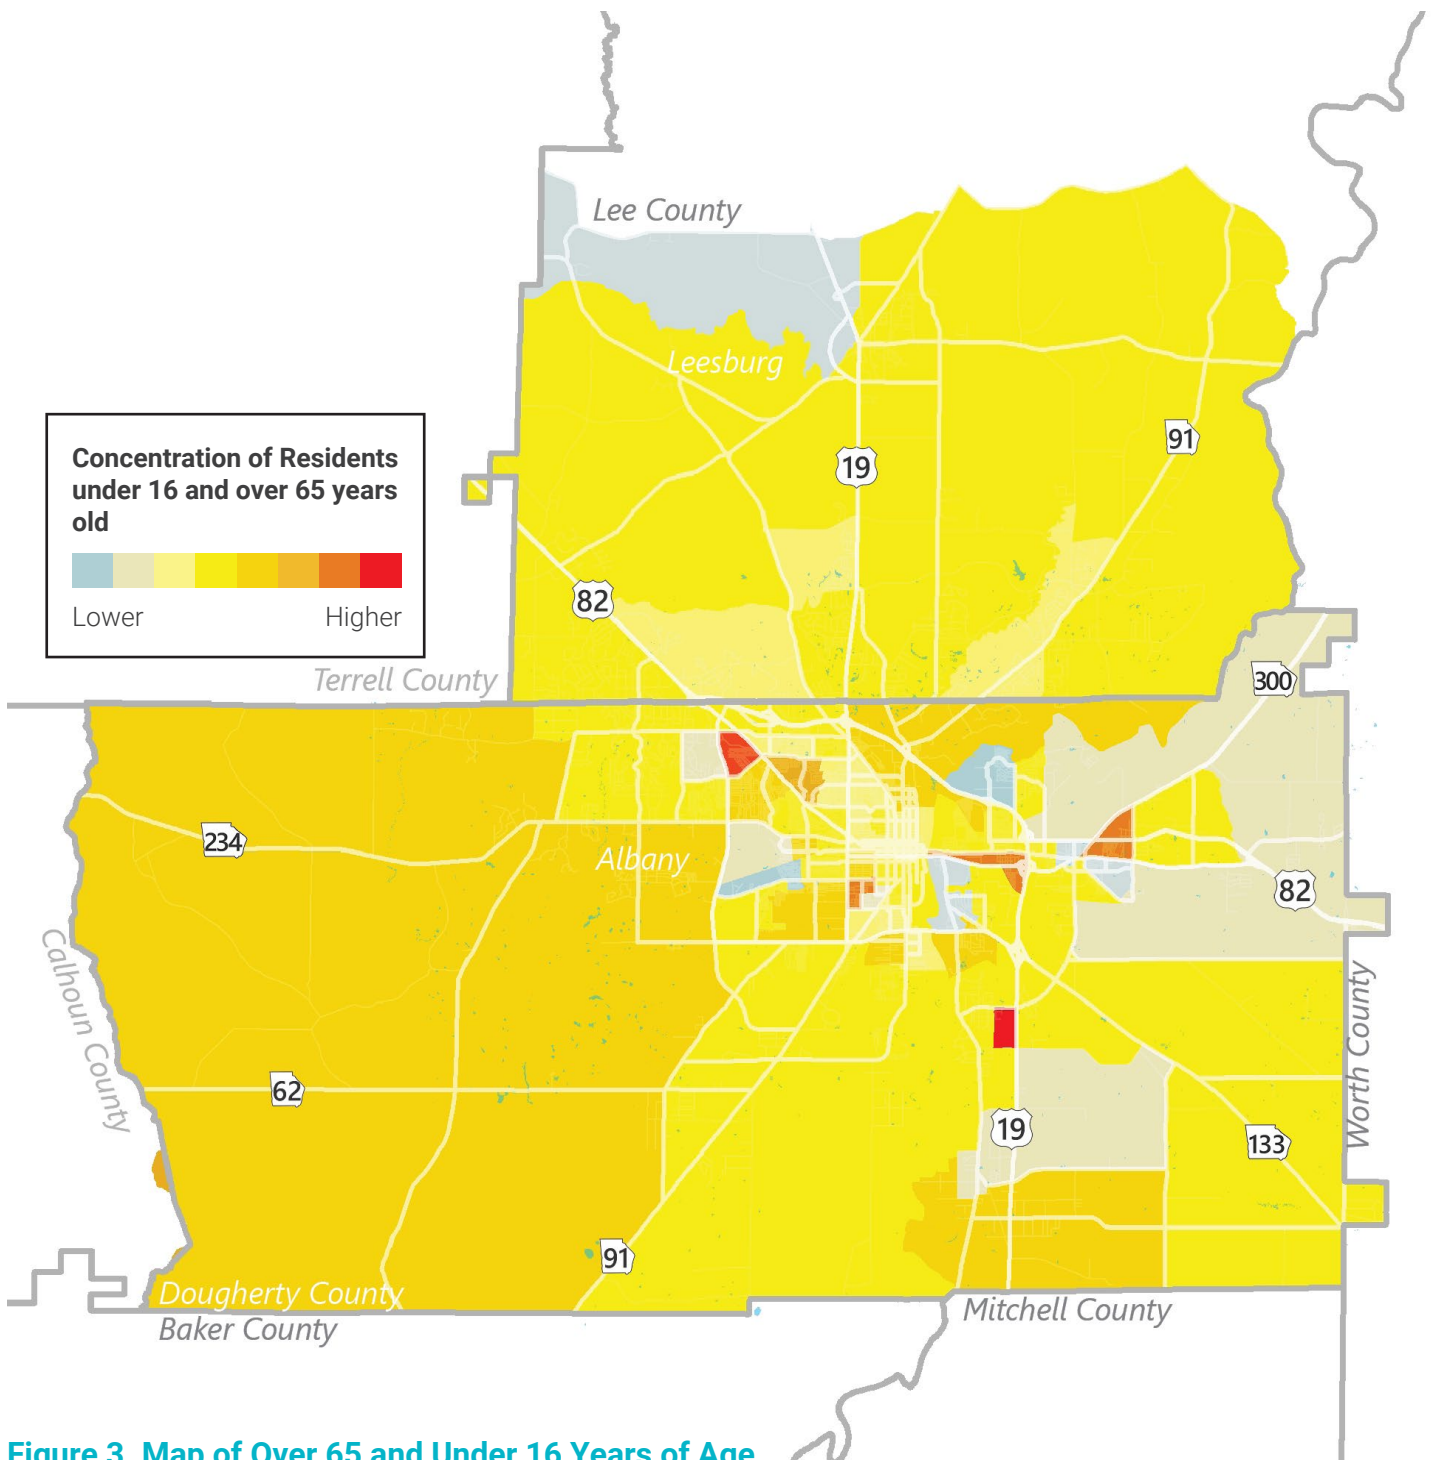 Lee County
Leesburg
91
19
Concentration of Residents
under 16 and over 65 years
old
Lower
Higher
82
Terrell County
300
234
Albany
82
Calhoun County
Worth County
62
19
133
91
Dougherty County
Baker County
Mitchell County
Figure 3. Map of Over 65 and Under 16 Years of Age